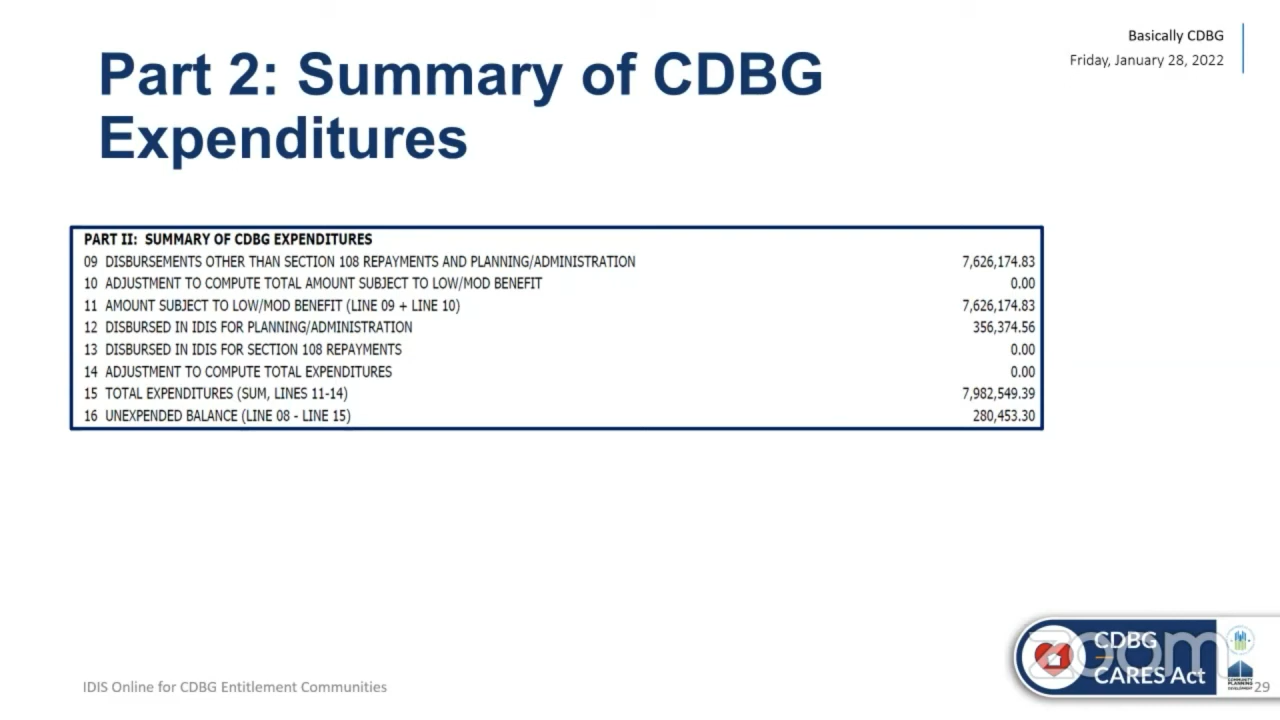 Basically CDBG
Friday, January 28, 2022
Part 2: Summary of CDBG
Expenditures
PART II: SUMMARY OF CDBG EXPENDITURES
09 DISBURSEMENTS OTHER THAN SECTION 108 REPAYMENTS AND PLANNING/ADMINISTRATION 7,626,174.83
10 ADJUSTMENT TO COMPUTE TOTAL AMOUNT SUBJECT TO LOW/MOD BENEFIT 0.00
11 AMOUNT SUBJECT TO LOW/MOD BENEFIT (LINE 09 + LINE 10) 7,626,174.83
12 DISBURSED IN IDIS FOR PLANNING/ADMINISTRATION 356,374.56
13 DISBURSED IN IDIS FOR SECTION 108 REPAYMENTS 0.00
14 ADJUSTMENT TO COMPUTE TOTAL EXPENDITURES 0.00
15 TOTAL EXPENDITURES (SUM, LINES 11-14) 7,982,549.39
16 UNEXPENDED BALANCE (LINE 08 - LINE 15) 280,453.30
CDBG
zoom
CARES Act
COMMUNITY
PLANNING
DEVELOPMENT
IDIS Online for CDBG Entitlement Communities
29